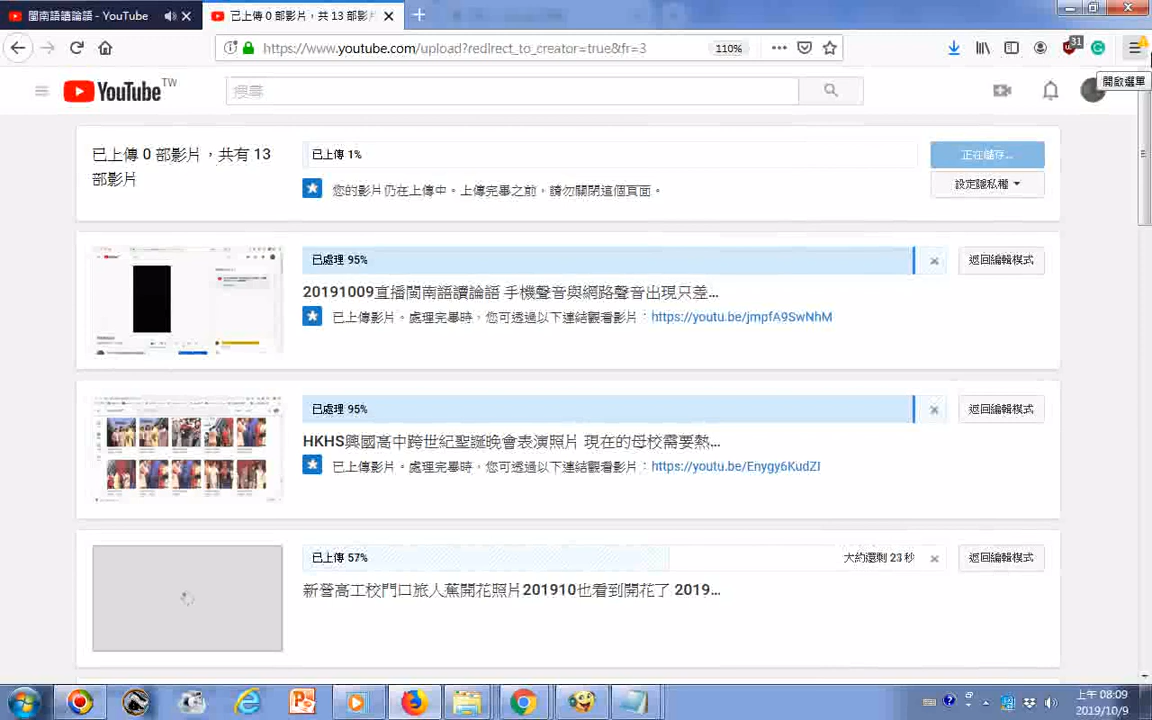 閩南語讀論語 - YouTube
已上傳 0 部影片，共 13 部影片
https://www.youtube.com/upload?redirect_to_creator=true&fr=3
110%
31
開啟選單
YouTube TW
搜尋
已上傳 0 部影片，共有 13
部影片
已上傳 1%
正在儲存...
您的影片仍在上傳中。上傳完畢之前，請勿關閉這個頁面。
設定隱私權
已處理 95%
返回編輯模式
20191009直播閩南語讀論語 手機聲音與網路聲音出現只差...
已上傳影片。處理完畢時，您可透過以下連結觀看影片：https://youtu.be/jmpfA9SwNhM
已處理 95%
返回編輯模式
HKHS興國高中跨世紀聖誕晚會表演照片 現在的母校需要熱...
已上傳影片。處理完畢時，您可透過以下連結觀看影片：https://youtu.be/Enygy6KudZI
已上傳 57%
大約還剩 23 秒
返回編輯模式
新營高工校門口旅人蕉開花照片201910也看到開花了 2019...
上午 08:09
2019/10/9